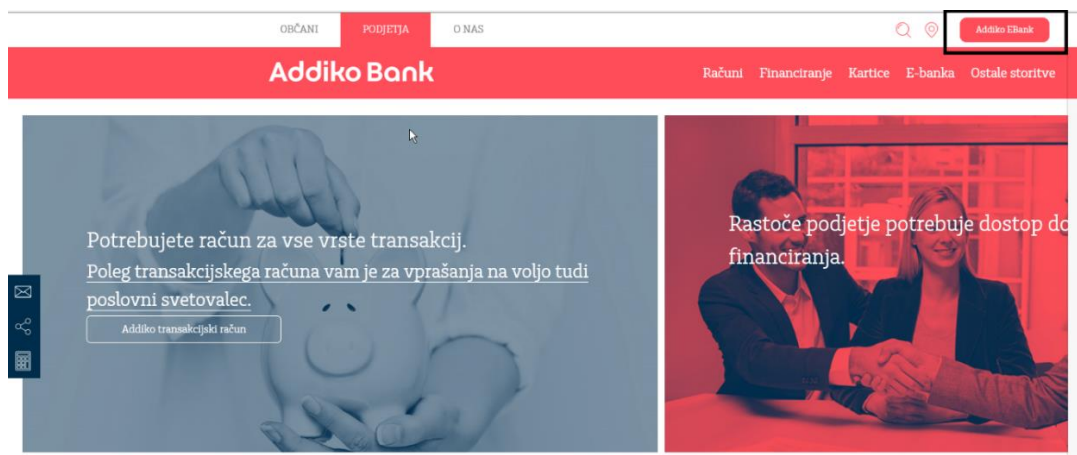 OBČANI PODJETJA O NAS Addiko EBank
Addiko Bank Računi Financiranje Kartice E-banka Ostale storitve
Potrebujete račun za vse vrste transakcij.
Poleg transakcijskega računa vam je za vprašanja na voljo tudi
poslovni svetovalec.
Addiko transakcijski račun
Rastoče podjetje potrebuje dostop do
financiranja.